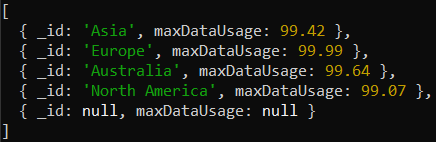 [
  { _id: 'Asia', maxDataUsage: 99.42 },
  { _id: 'Europe', maxDataUsage: 99.99 },
  { _id: 'Australia', maxDataUsage: 99.64 },
  { _id: 'North America', maxDataUsage: 99.07 },
  { _id: null, maxDataUsage: null }
]